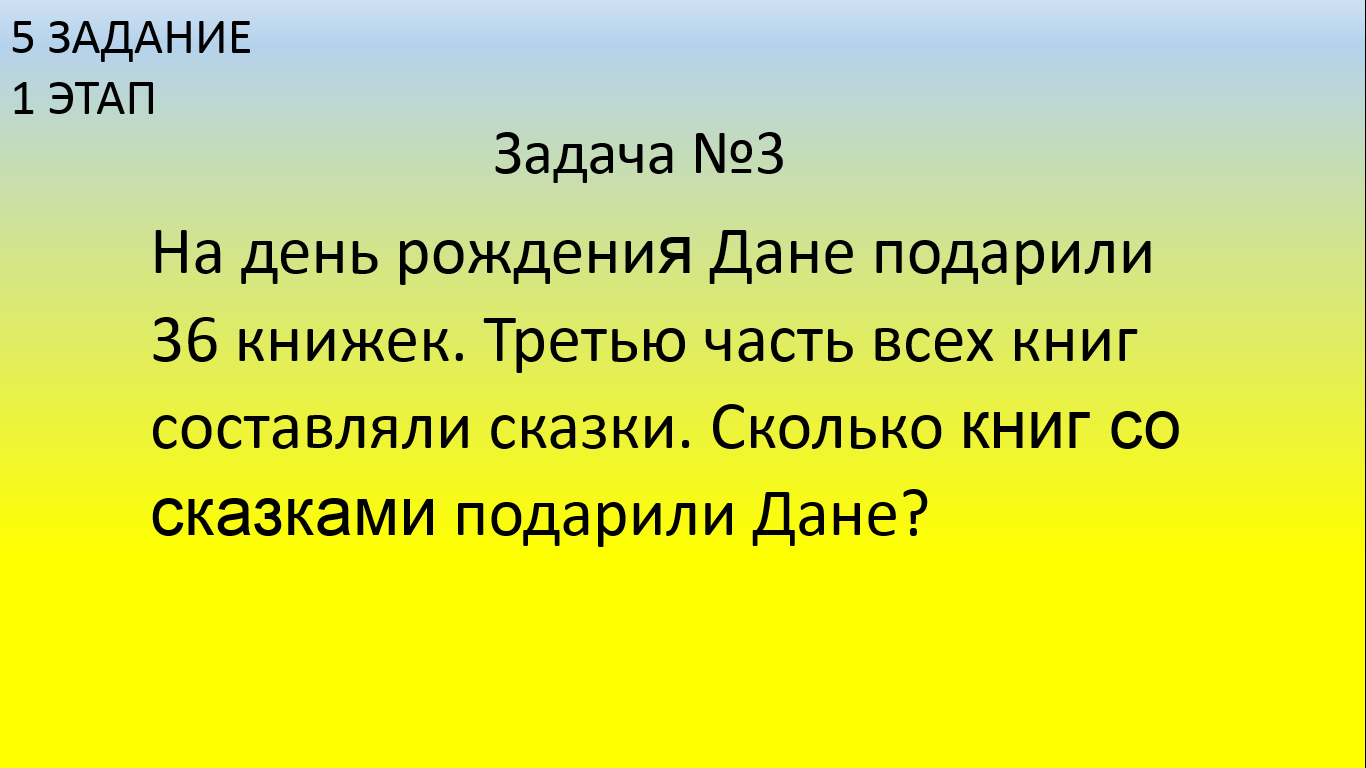 5 ЗАДАНИЕ
1 ЭТАП
Задача №3
На день рождения Дане подарили
36 книжек. Третью часть всех книг
составляли сказки. Сколько книг со
сказками подарили Дане?